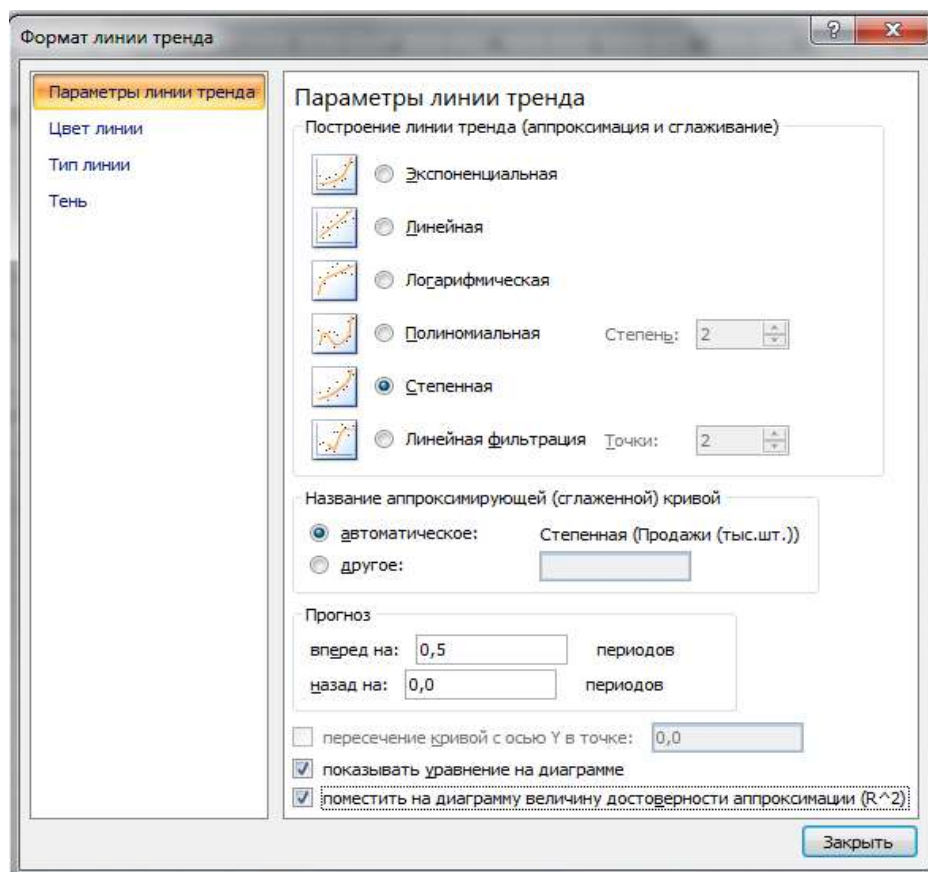 Формат линии тренда
Параметры линии тренда
Цвет линии
Тип линии
Тень
Параметры линии тренда
Построение линии тренда (аппроксимация и сглаживание)
Экспоненциальная
Линейная
Логарифмическая
Полиномиальная Степень: 2
Степенная
Линейная фильтрация Точки: 2
Название аппроксимирующей (сглаженной) кривой
автоматическое: Степенная (Продажи (тыс.шт.))
другое:
Прогноз
вперед на: 0,5 периодов
назад на: 0,0 периодов
пересечение кривой с осью Y в точке: 0,0
показывать уравнение на диаграмме
поместить на диаграмму величину достоверности аппроксимации (R^2)
Закрыть